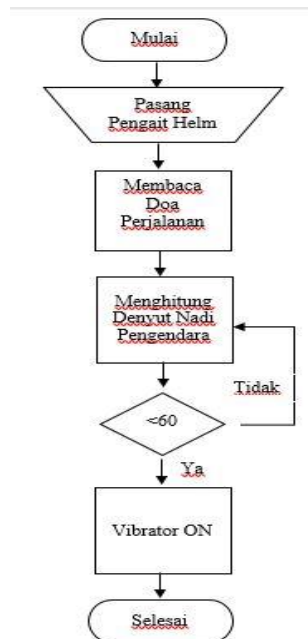 Mulai
Pasang
Pengait Helm
Membaca
Doa
Perjalanan
Menghitung
Denyut Nadi
Pengendara
Tidak
<60
Ya
Vibrator ON
Selesai